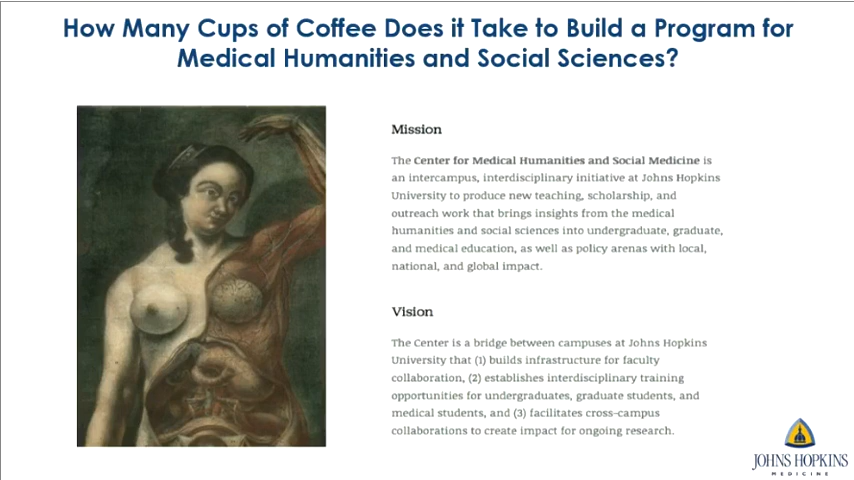 How Many Cups of Coffee Does it Take to Build a Program for
Medical Humanities and Social Sciences?
Mission
The Center for Medical Humanities and Social Medicine is
an intercampus, interdisciplinary initiative at Johns Hopkins
University to produce new teaching, scholarship, and
outreach work that brings insights from the medical
humanities and social sciences into undergraduate, graduate,
and medical education, as well as policy arenas with local,
national, and global impact.
Vision
The Center is a bridge between campuses at Johns Hopkins
University that (1) builds infrastructure for faculty
collaboration, (2) establishes interdisciplinary training
opportunities for undergraduates, graduate students, and
medical students, and (3) facilitates cross-campus
collaborations to create impact for ongoing research.
JOHNS HOPKINS
MEDICINE